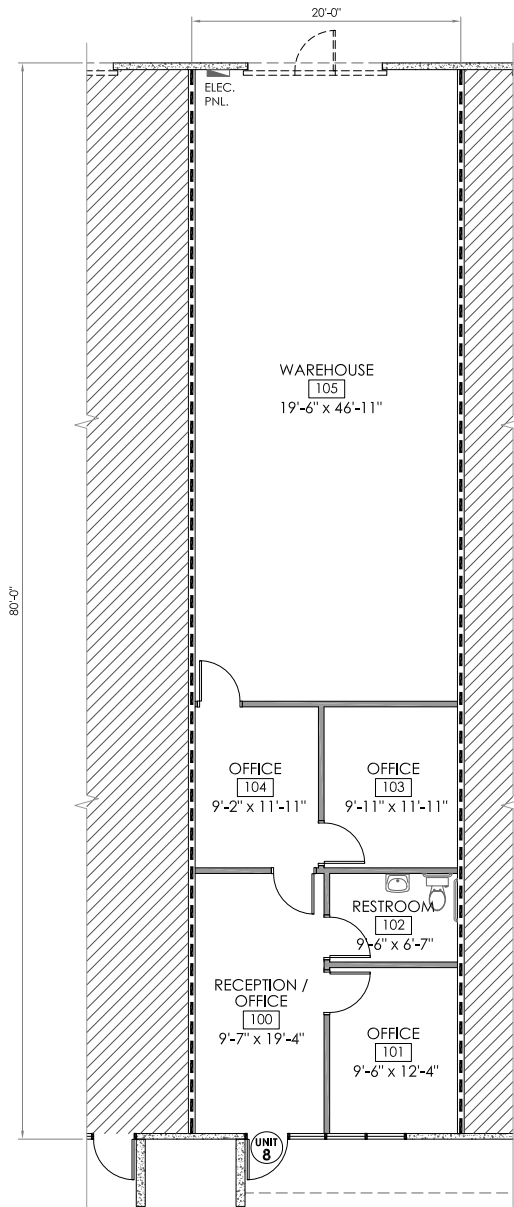 20'-0"
ELEC.
PNL.
WAREHOUSE
105
19'-6" x 46'-11"
80'-0"
OFFICE
104
9'-2" x 11'-11"
OFFICE
103
9'-11" x 11'-11"
RESTROOM
102
9'-6" x 6'-7"
RECEPTION /
OFFICE
100
9'-7" x 19'-4"
OFFICE
101
9'-6" x 12'-4"
UNIT
8